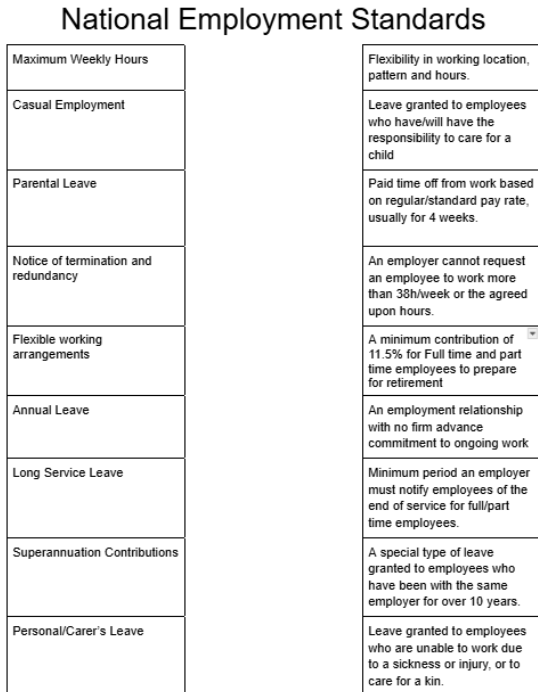 National Employment Standards
Maximum Weekly Hours
Flexibility in working location,
pattern and hours.
Casual Employment
Leave granted to employees
who have/will have the
responsibility to care for a
child
Parental Leave
Paid time off from work based
on regular/standard pay rate,
usually for 4 weeks.
Notice of termination and
redundancy
An employer cannot request
an employee to work more
than 38h/week or the agreed
upon hours.
Flexible working
arrangements
A minimum contribution of
11.5% for Full time and part
time employees to prepare
for retirement
Annual Leave
An employment relationship
with no firm advance
commitment to ongoing work
Long Service Leave
Minimum period an employer
must notify employees of the
end of service for full/part
time employees.
Superannuation Contributions
A special type of leave
granted to employees who
have been with the same
employer for over 10 years.
Personal/Carer's Leave
Leave granted to employees
who are unable to work due
to a sickness or injury, or to
care for a kin.